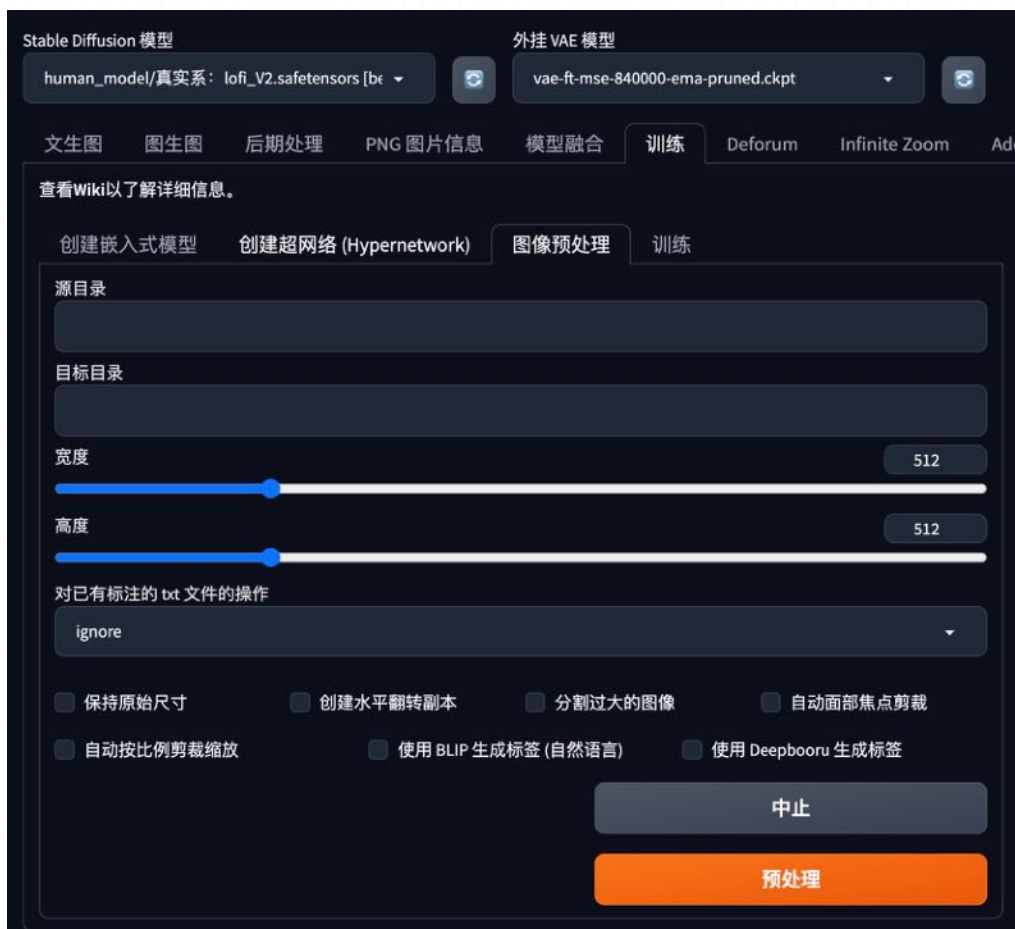 Stable Diffusion 模型 外挂 VAE 模型
human_model/真实系：lofi_V2.safetensors [be vae-ft-mse-840000-ema-pruned.ckpt
文生图 图生图 后期处理 PNG 图片信息 模型融合 训练 Deforum Infinite Zoom Ad
查看Wiki以了解详细信息。
创建嵌入式模型 创建超网络 (Hypernetwork) 图像预处理 训练
源目录
目标目录
宽度 512
高度 512
对已有标注的 txt 文件的操作
ignore
保持原始尺寸 创建水平翻转副本 分割过大的图像 自动面部焦点剪裁
自动按比例剪裁缩放 使用 BLIP 生成标签 (自然语言) 使用 Deepbooru 生成标签
中止
预处理